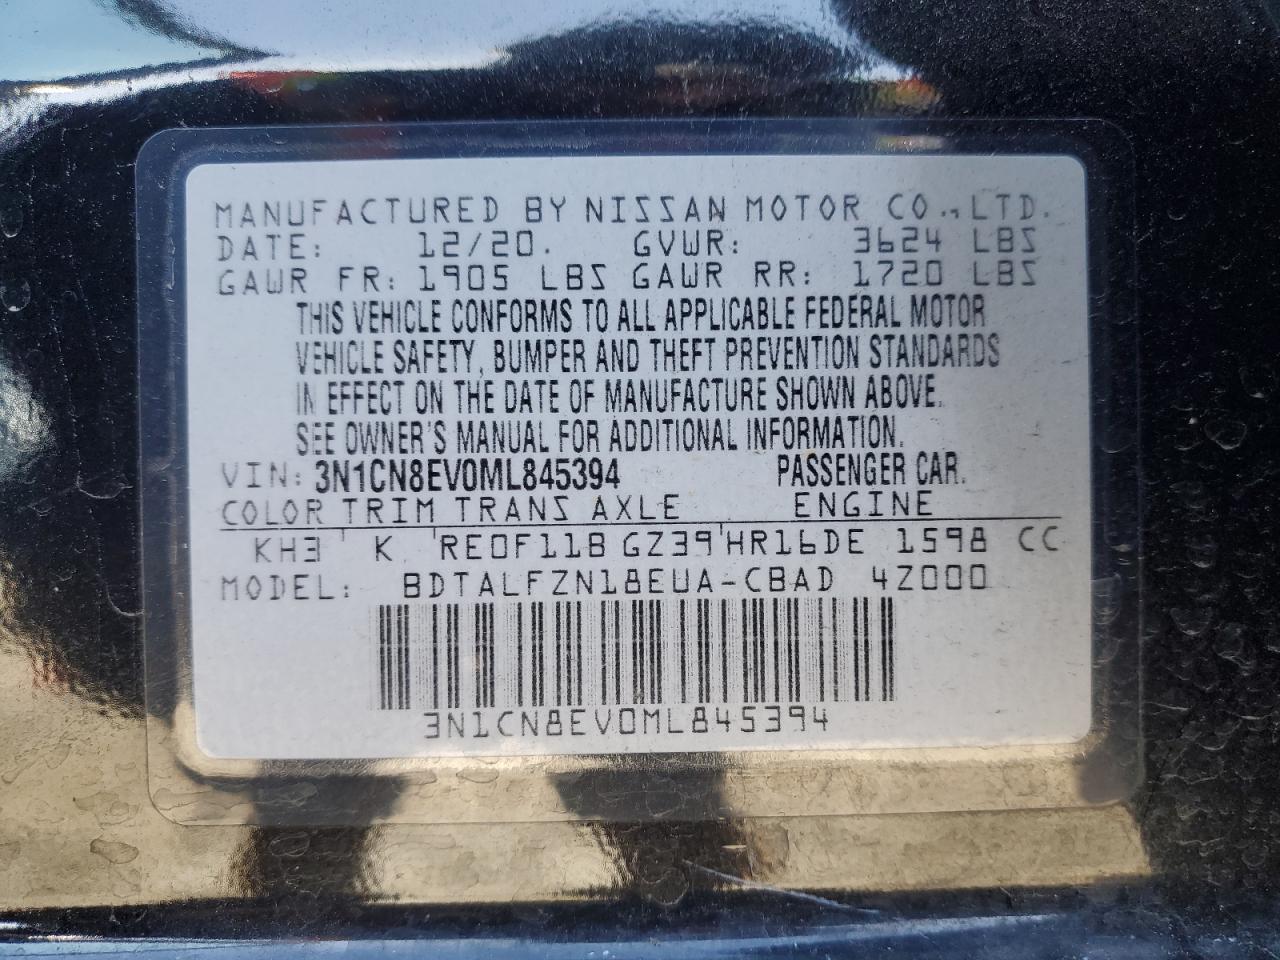 MANUFACTURED BY NISSAN MOTOR CO., LTD.
DATE: 12/20. GVWR: 3624 LBS
GAWR FR: 1905 LBS GAWR RR: 1720 LBS
THIS VEHICLE CONFORMS TO ALL APPLICABLE FEDERAL MOTOR
VEHICLE SAFETY, BUMPER AND THEFT PREVENTION STANDARDS
IN EFFECT ON THE DATE OF MANUFACTURE SHOWN ABOVE.
SEE OWNER'S MANUAL FOR ADDITIONAL INFORMATION.
VIN: 3N1CN8EV0ML845394 PASSENGER CAR.
COLOR TRIM TRANS AXLE ENGINE
KH3 K RE0F11B GZ39 HR16DE 1598 CC
MODEL: BDTALFZN18EUA-CBAD 4Z000
3N1CN8EV0ML845394